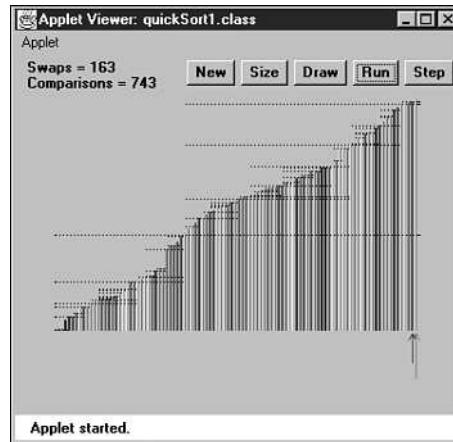 Applet Viewer: quickSort1.class
Applet
Swaps = 163
Comparisons = 743
New Size Draw Run Step
Applet started.